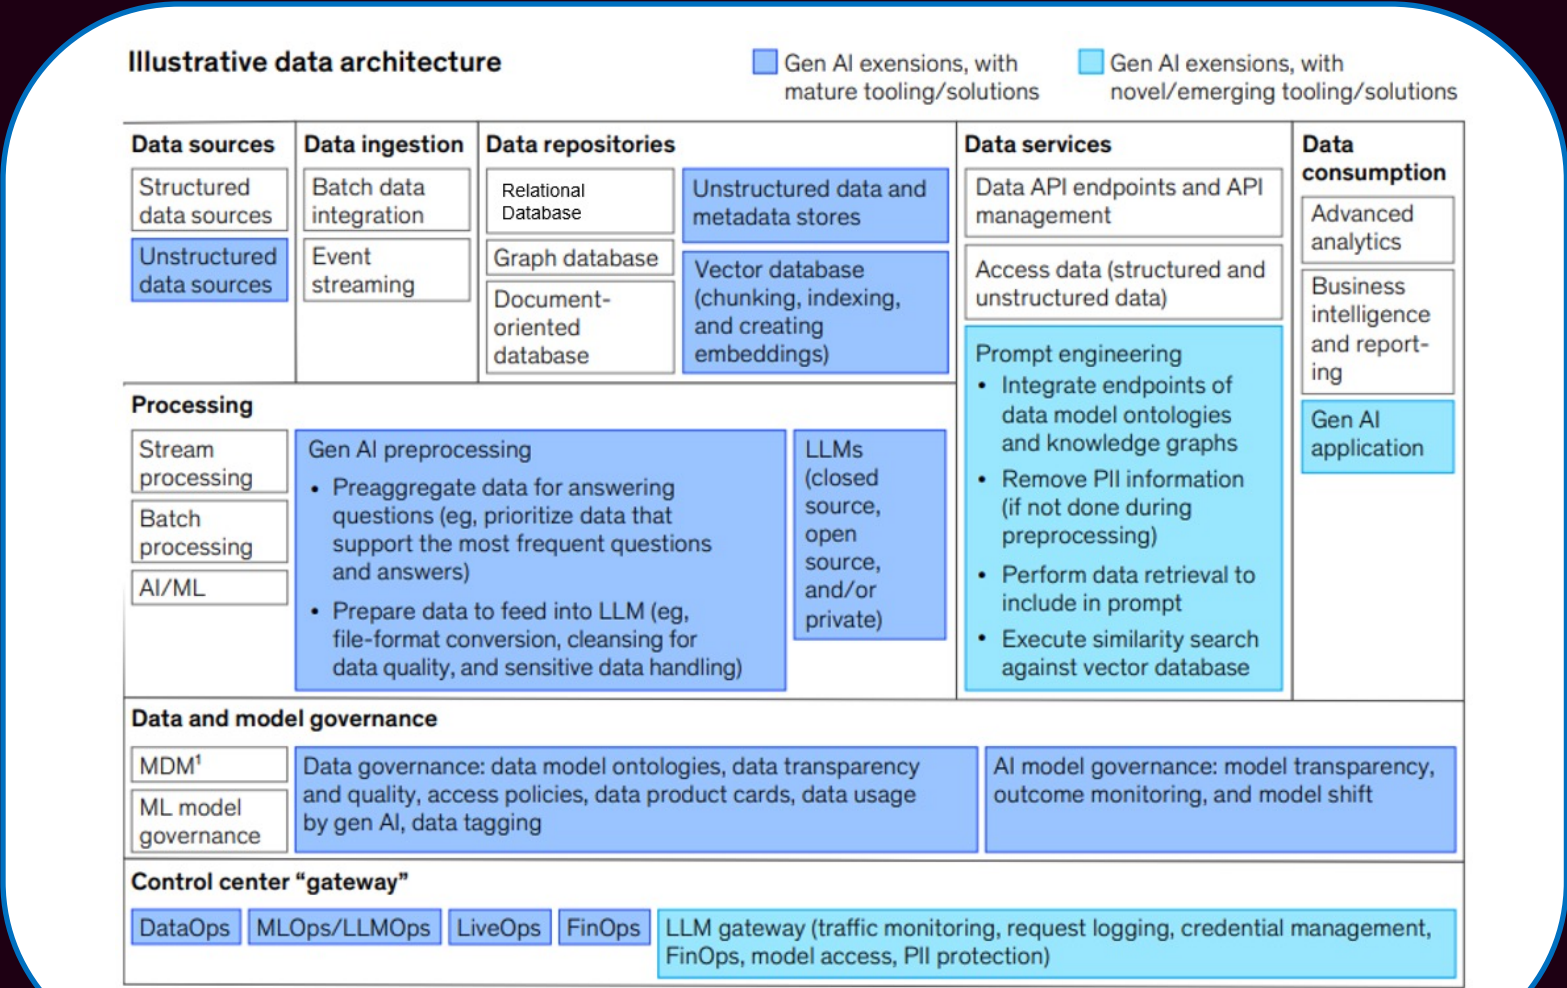 Illustrative data architecture
Gen AI exensions, with
mature tooling/solutions
Gen AI exensions, with
novel/emerging tooling/solutions
Data sources
Structured
data sources
Unstructured
data sources
Data ingestion
Batch data
integration
Event
streaming
Data repositories
Relational
Database
Graph database
Document-
oriented
database
Unstructured data and
metadata stores
Vector database
(chunking, indexing,
and creating
embeddings)
Data services
Data API endpoints and API
management
Access data (structured and
unstructured data)
Prompt engineering
• Integrate endpoints of
data model ontologies
and knowledge graphs
• Remove PII information
(if not done during
preprocessing)
• Perform data retrieval to
include in prompt
• Execute similarity search
against vector database
Data
consumption
Advanced
analytics
Business
intelligence
and report-
ing
Gen AI
application
Processing
Stream
processing
Batch
processing
AI/ML
Gen AI preprocessing
• Preaggregate data for answering
questions (eg, prioritize data that
support the most frequent questions
and answers)
• Prepare data to feed into LLM (eg,
file-format conversion, cleansing for
data quality, and sensitive data handling)
LLMs
(closed
source,
open
source,
and/or
private)
Data and model governance
MDM¹
ML model
governance
Data governance: data model ontologies, data transparency
and quality, access policies, data product cards, data usage
by gen AI, data tagging
AI model governance: model transparency,
outcome monitoring, and model shift
Control center “gateway”
DataOps
MLOps/LLMOps
LiveOps
FinOps
LLM gateway (traffic monitoring, request logging, credential management,
FinOps, model access, PII protection)